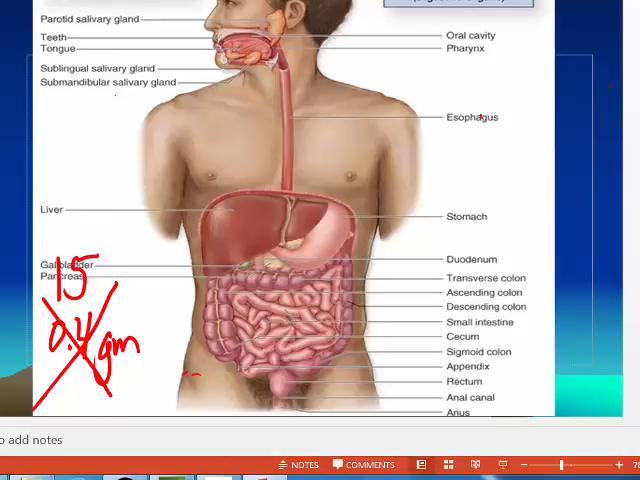 Parotid salivary gland
Teeth
Tongue
Sublingual salivary gland
Submandibular salivary gland
Oral cavity
Pharynx
Esophagus
Liver
Gallbladder
Pancreas
Stomach
Duodenum
Transverse colon
Ascending colon
Descending colon
Small intestine
Cecum
Sigmoid colon
Appendix
Rectum
Anal canal
Anus
15
gm
o add notes
NOTES
COMMENTS